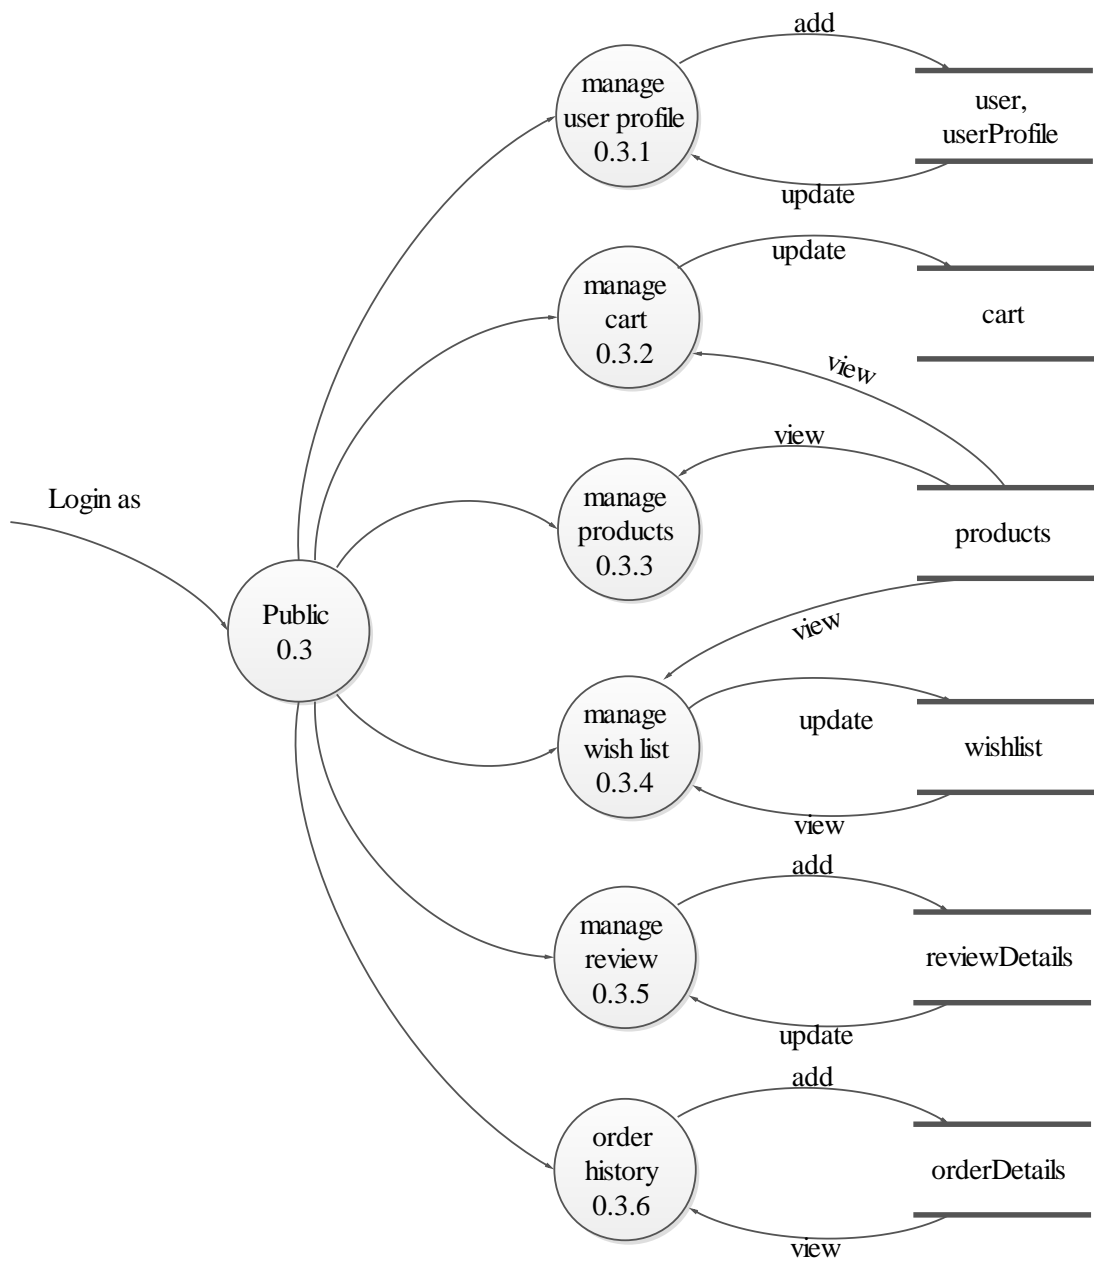 add
manage
user profile
0.3.1
user,
userProfile
update
manage
cart
0.3.2
update
cart
view
view
manage
products
0.3.3
products
Login as
Public
0.3
view
manage
wish list
0.3.4
update
wishlist
view
add
manage
review
0.3.5
reviewDetails
update
add
order
history
0.3.6
orderDetails
view